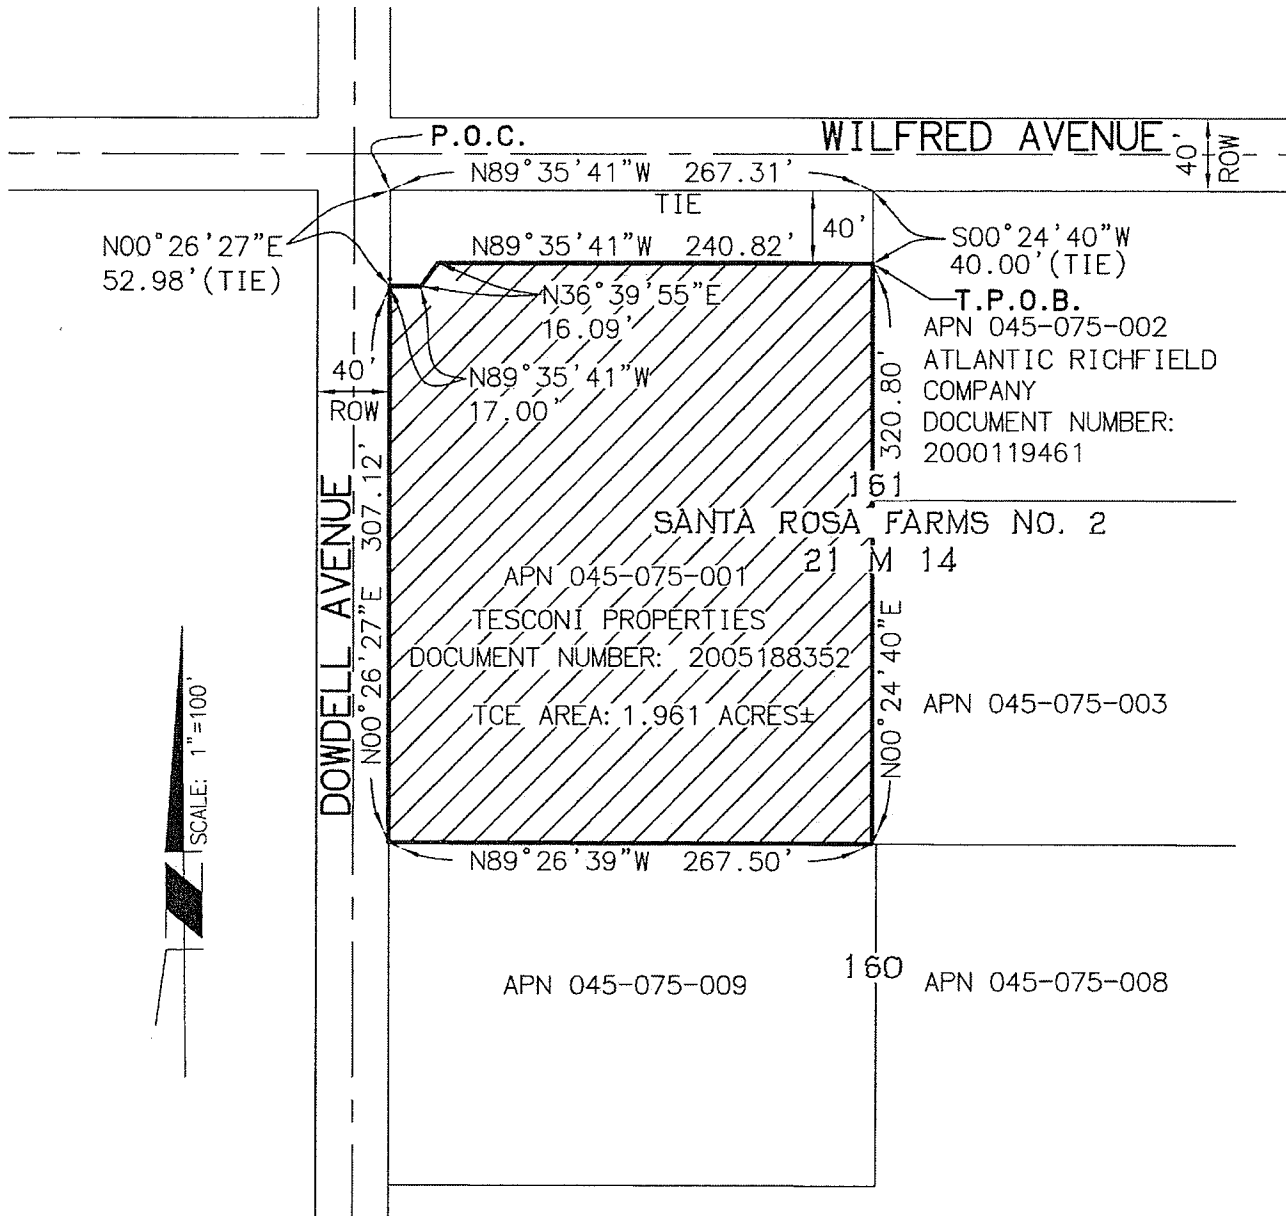 P.O.C.
WILFRED AVENUE
40'
ROW
N89°35'41"W 267.31'
TIE
N00°26'27"E
52.98'(TIE)
N89°35'41"W 240.82'
40'
S00°24'40"W
40.00'(TIE)
T.P.O.B.
N36°39'55"E
16.09'
APN 045-075-002
ATLANTIC RICHFIELD
COMPANY
DOCUMENT NUMBER:
2000119461
40'
ROW
N89°35'41"W
17.00'
320.80'
161
SANTA ROSA FARMS NO. 2
21 M 14
DOWDELL AVENUE
N00°26'27"E 307.12'
APN 045-075-001
TESCONI PROPERTIES
DOCUMENT NUMBER: 2005188352
TCE AREA: 1.961 ACRES±
N00°24'40"E
APN 045-075-003
SCALE: 1"=100'
N89°26'39"W 267.50'
160
APN 045-075-009
APN 045-075-008